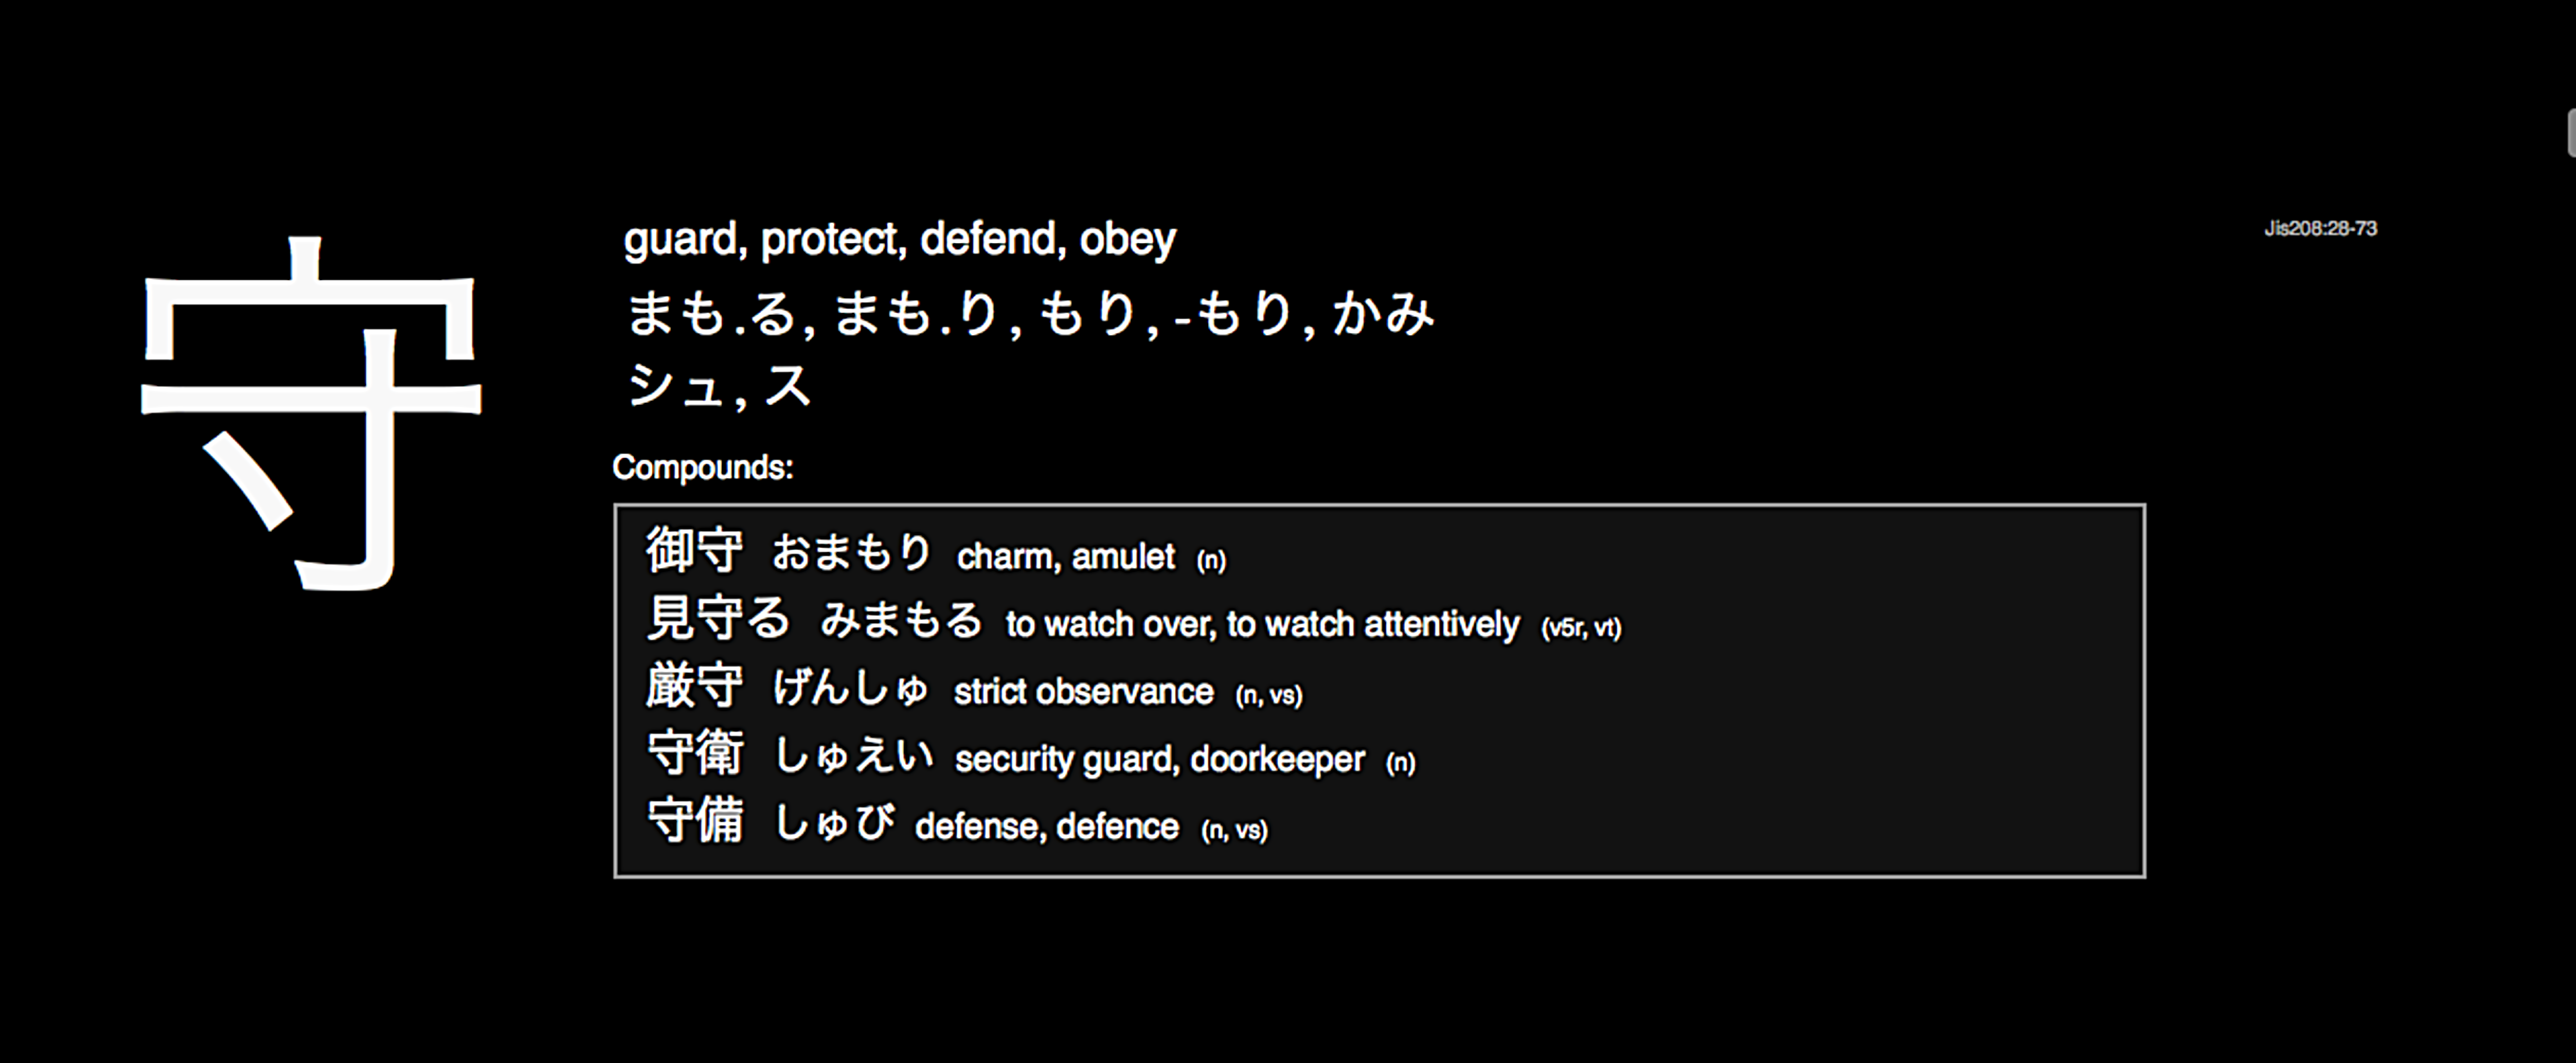 守
guard, protect, defend, obey
まも.る, まも.り, もり, -もり, かみ
シュ, ス
Jis208:28-73
Compounds:
御守 おまもり charm, amulet (n)
見守る みまもる to watch over, to watch attentively (v5r, vt)
厳守 げんしゅ strict observance (n, vs)
守衛 しゅえい security guard, doorkeeper (n)
守備 しゅび defense, defence (n, vs)